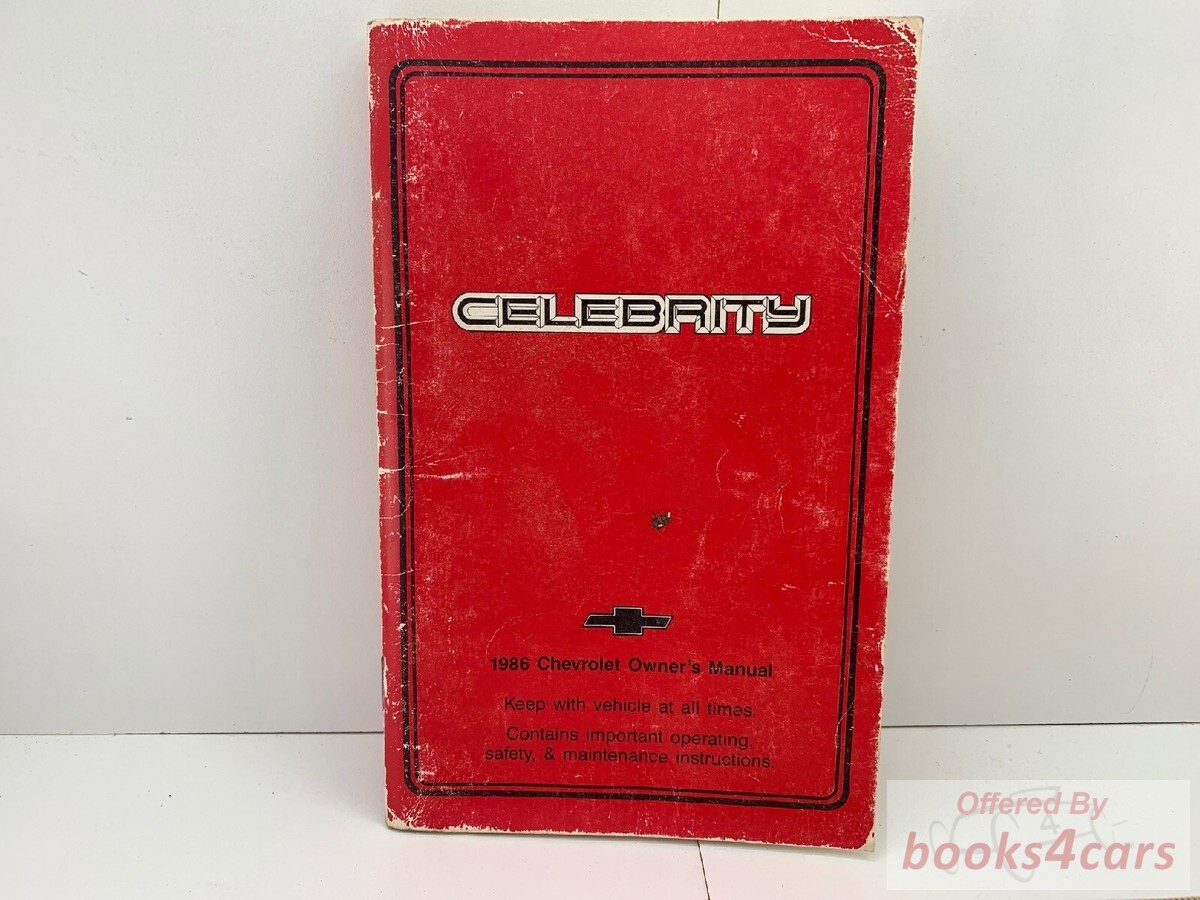 CELEBRITY
1986 Chevrolet Owner's Manual
Keep with vehicle at all times.
Contains important operating,
safety, & maintenance instructions.
Offered By
books4cars